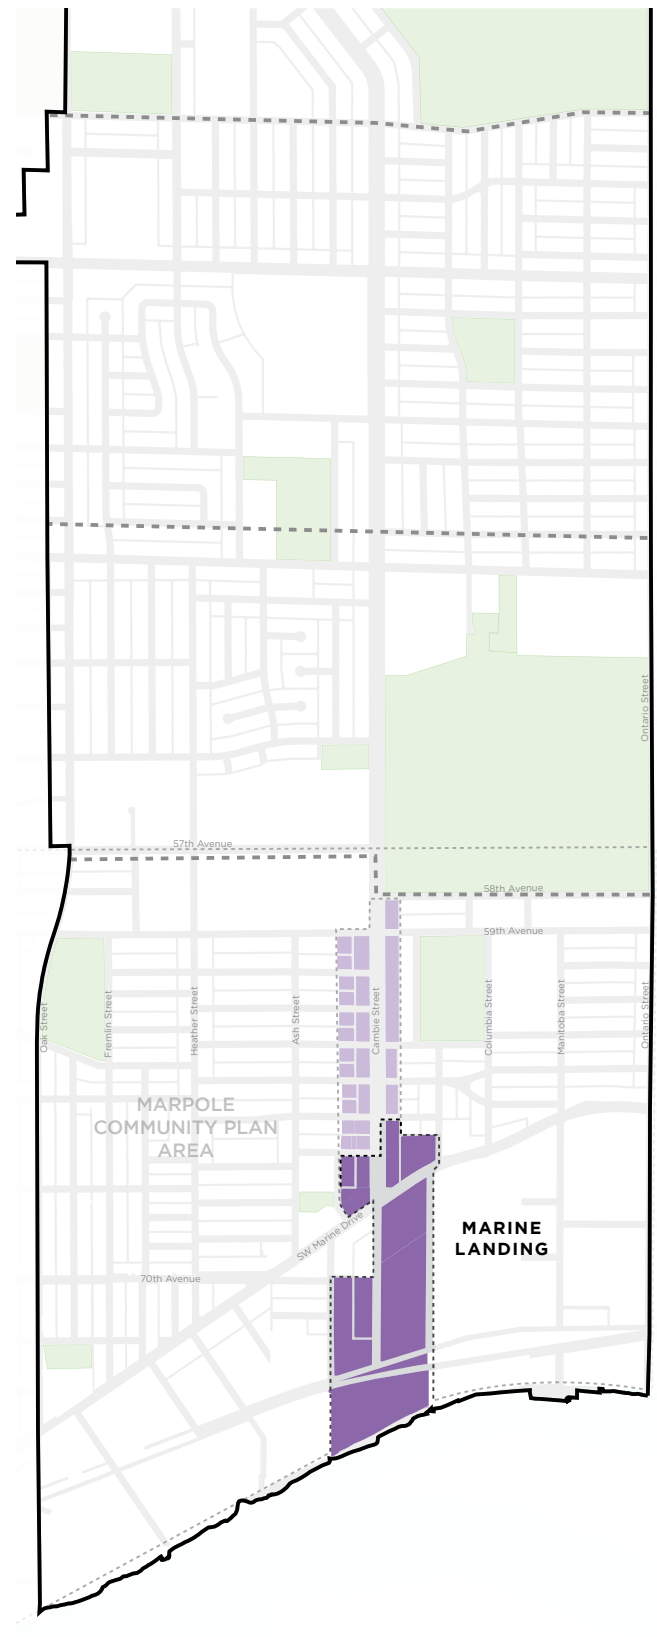 Ontario Street
57th Avenue
58th Avenue
59th Avenue
Oak Street
Fremlin Street
Heather Street
Ash Street
Cambie Street
Columbia Street
Manitoba Street
Ontario Street
MARPOLE
COMMUNITY PLAN
AREA
SW Marine Drive
MARINE
LANDING
70th Avenue